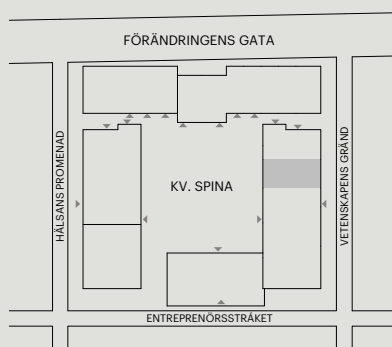 FÖRÄNDRINGENS GATA
HÄLSANS PROMENAD
KV. SPINA
VETENSKAPENS GRÄND
ENTREPRENÖRSSTRÅKET